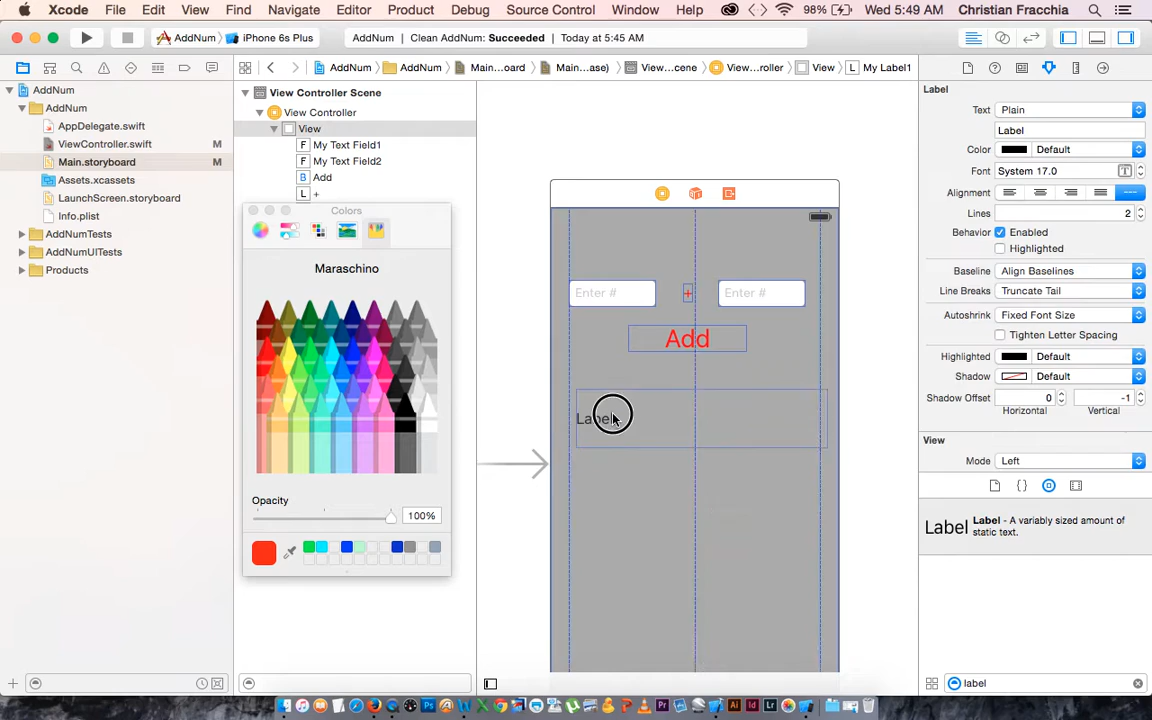 Xcode File Edit View Find Navigate Editor Product Debug Source Control Window Help 98% Wed 5:49 AM Christian Fracchia
AddNum iPhone 6s Plus AddNum | Clean AddNum: Succeeded | Today at 5:45 AM
AddNum AddNum Main...oard Main...ase) View...cene View...roller View L My Label1
AddNum
AddNum
AppDelegate.swift
ViewController.swift M
Main.storyboard M
Assets.xcassets
LaunchScreen.storyboard
Info.plist
AddNumTests
AddNumUITests
Products
View Controller Scene
View Controller
View
F My Text Field1
F My Text Field2
B Add
L +
Colors
Maraschino
Opacity
100%
Enter # + Enter #
Add
Label
Label
Text Plain
Label
Color Default
Font System 17.0 T
Alignment
Lines 2
Behavior Enabled
Highlighted
Baseline Align Baselines
Line Breaks Truncate Tail
Autoshrink Fixed Font Size
Tighten Letter Spacing
Highlighted Default
Shadow Default
Shadow Offset 0 -1
Horizontal Vertical
View
Mode Left
{ }
Label Label - A variably sized amount of
static text.
label